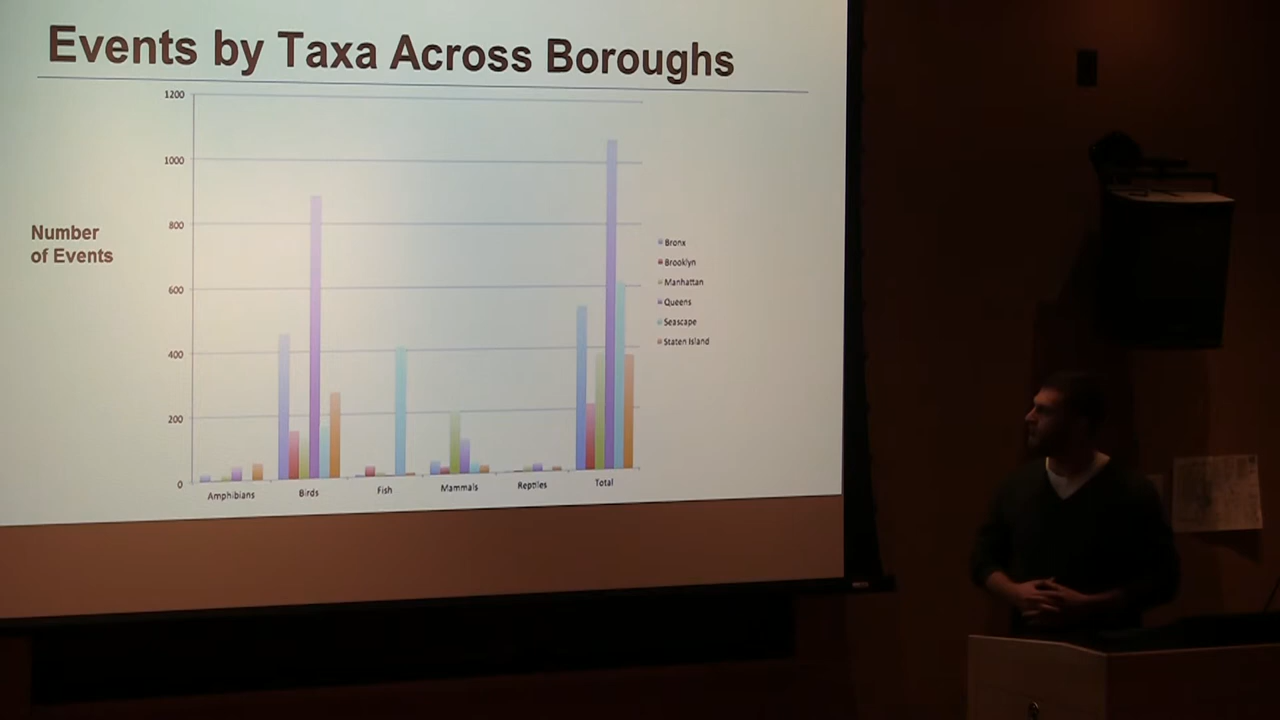 Events by Taxa Across Boroughs
1200
1000
800
600
400
200
0
Number
of Events
Amphibians
Birds
Fish
Mammals
Reptiles
Total
Bronx
Brooklyn
Manhattan
Queens
Seascape
Staten Island